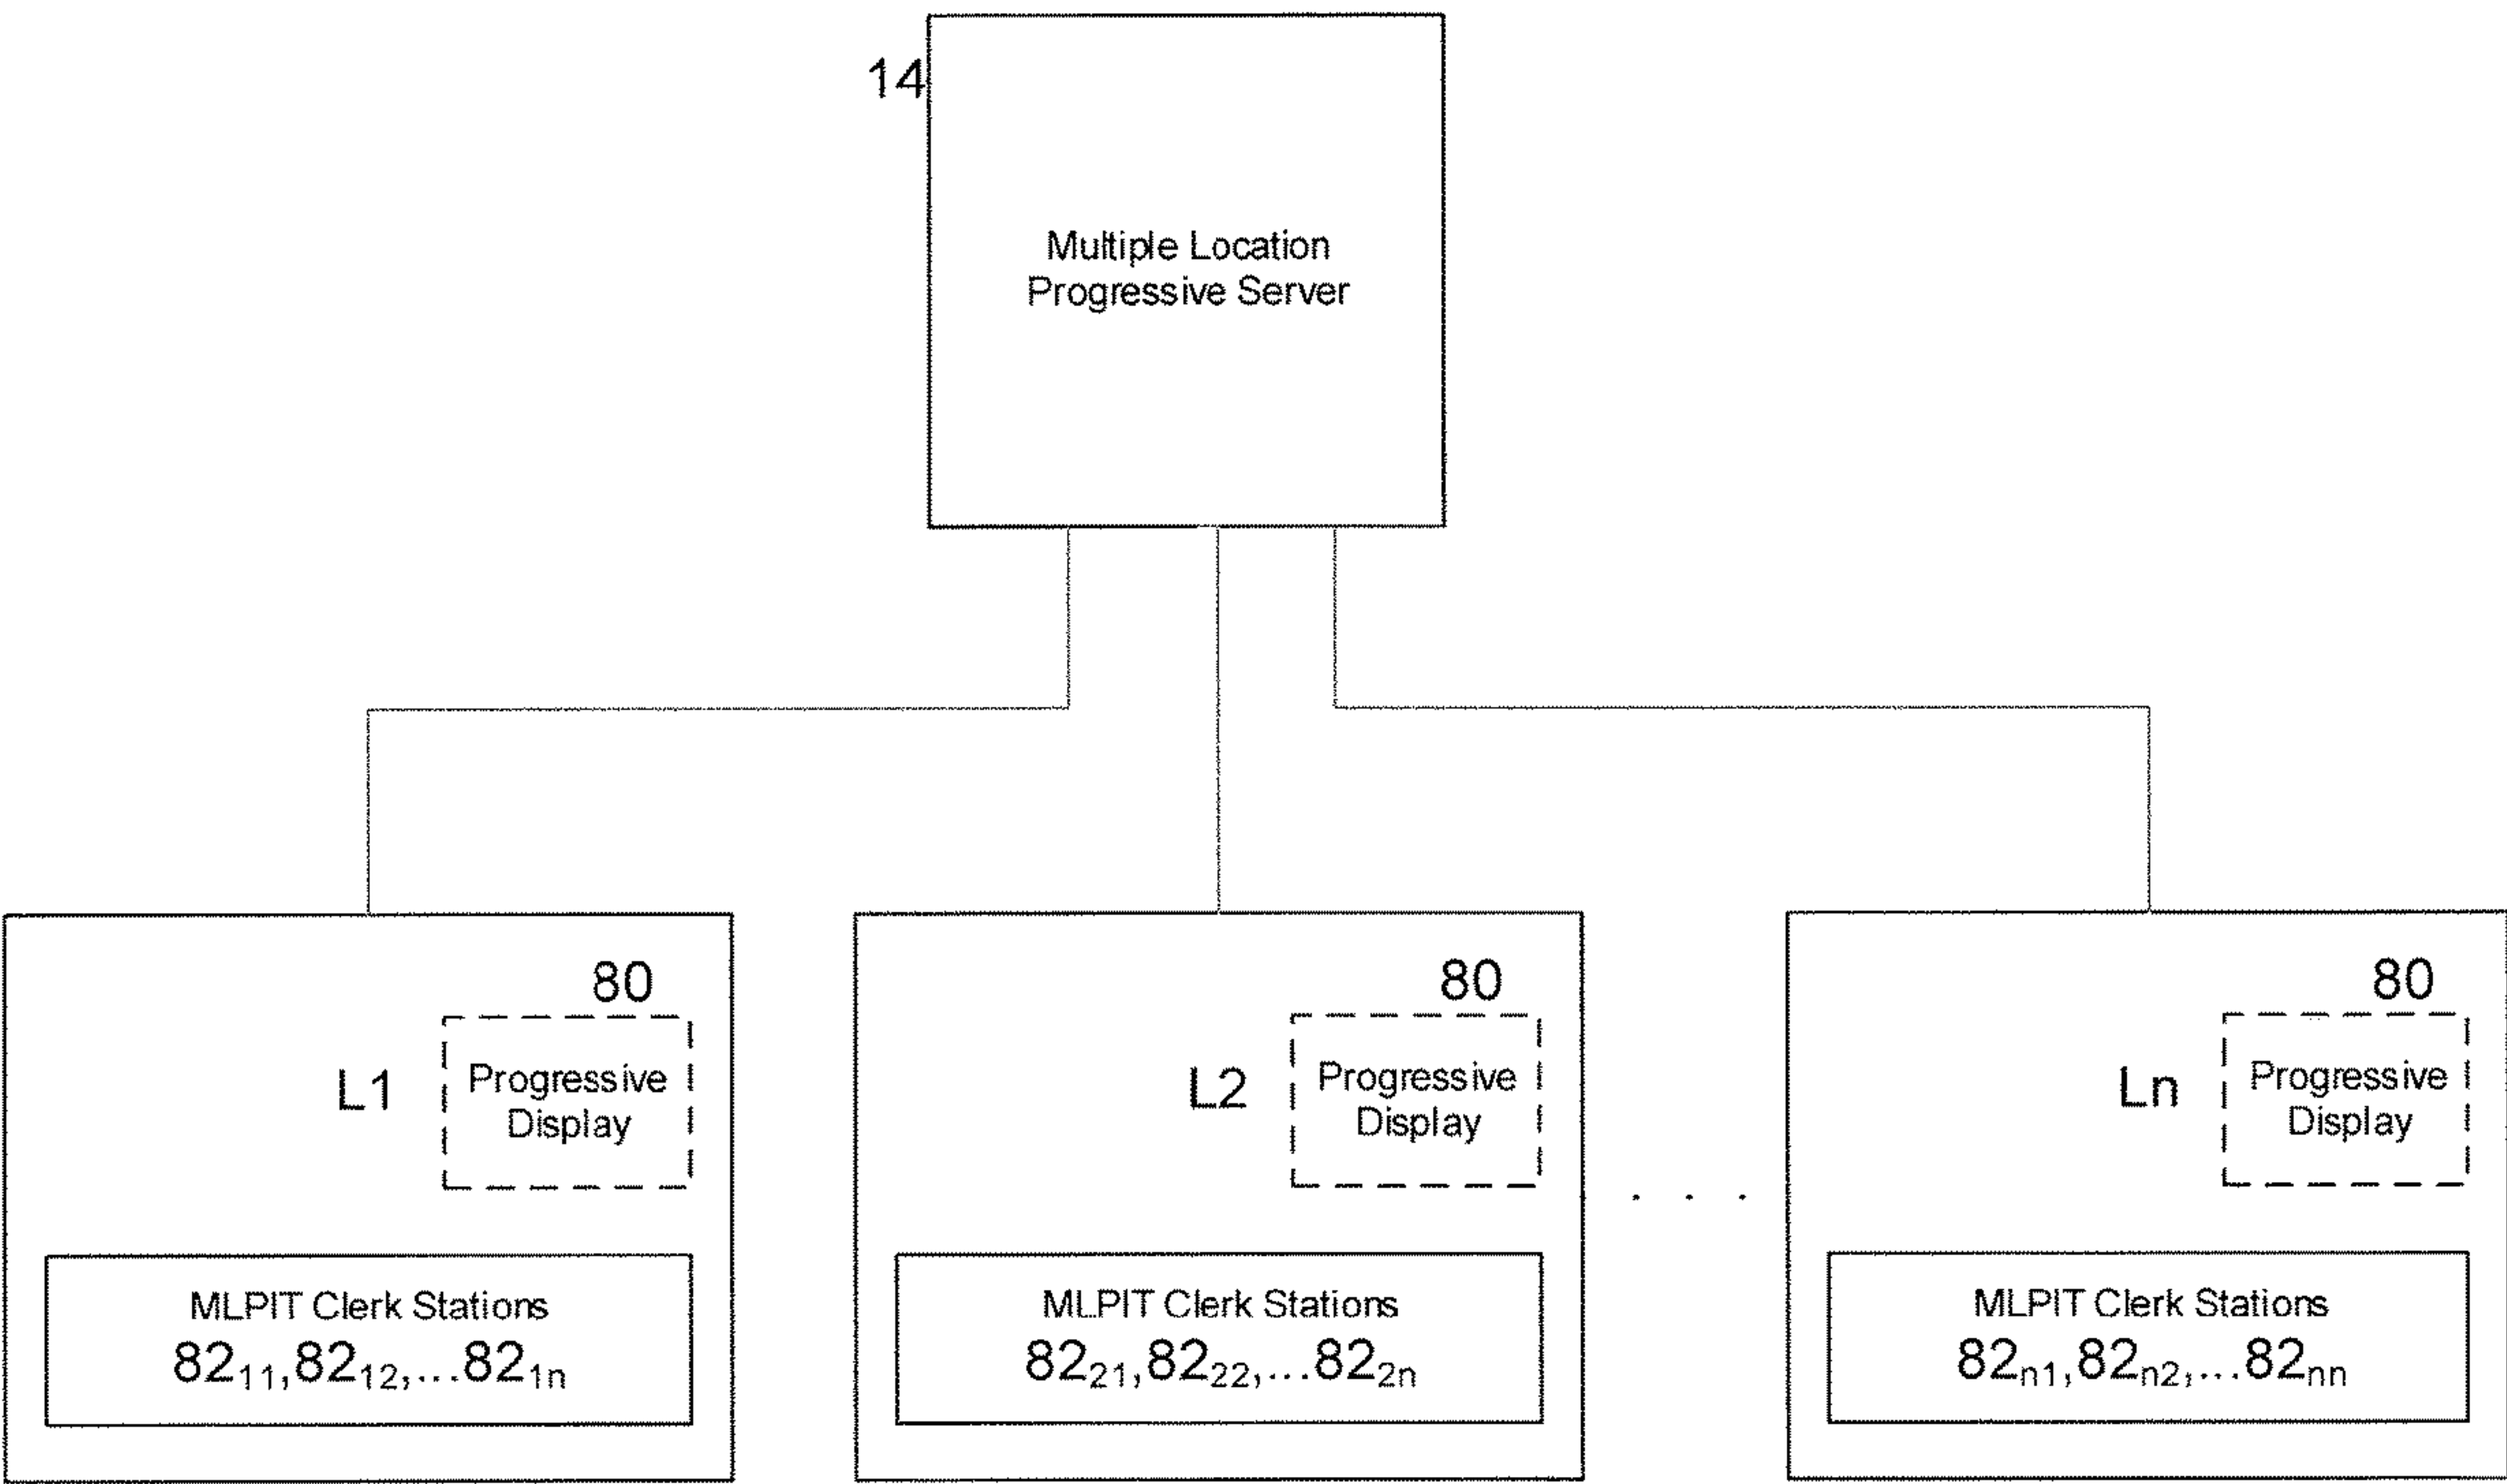 14
Multiple Location
Progressive Server
80
L1
Progressive
Display
MLPIT Clerk Stations
82₁₁,82₁₂,...82₁ₙ
80
L2
Progressive
Display
MLPIT Clerk Stations
82₂₁,82₂₂,...82₂ₙ
. . .
80
Ln
Progressive
Display
MLPIT Clerk Stations
82ₙ₁,82ₙ₂,...82ₙₙ